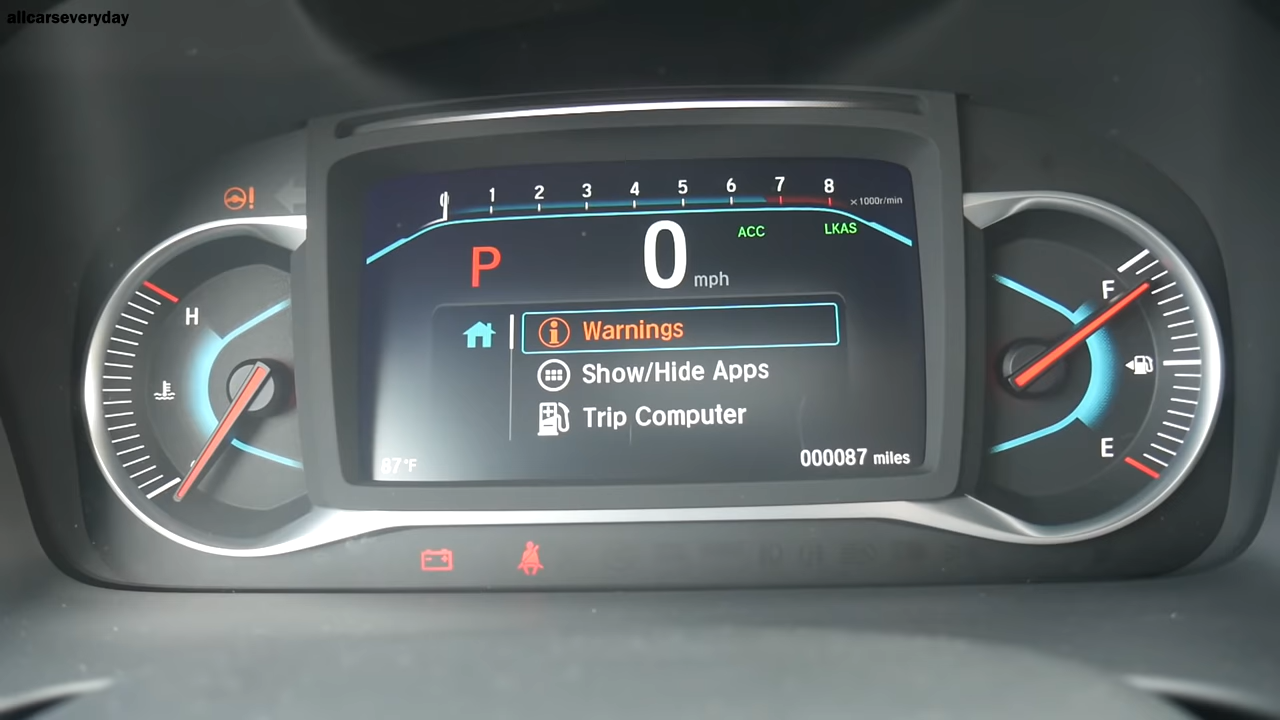 allcarseveryday
0 1 2 3 4 5 6 7 8 ×1000r/min
ACC LKAS
P 0 mph
H
F
Warnings
Show/Hide Apps
Trip Computer
E
87°F
000087 miles